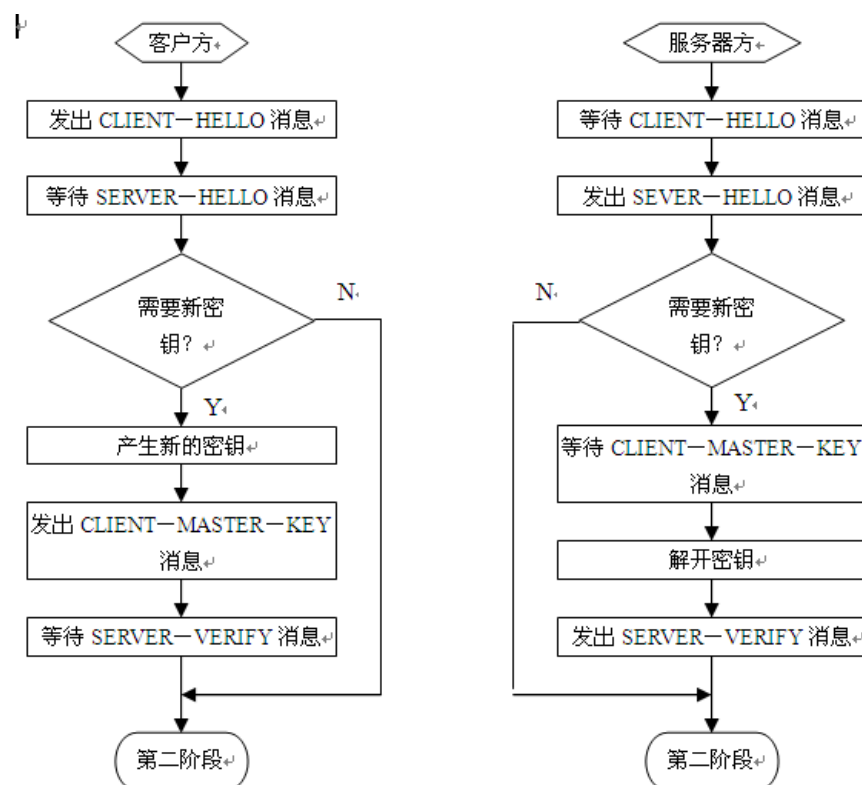 客户方
发出 CLIENT－HELLO 消息
等待 SERVER－HELLO 消息
需要新密
钥？
N
Y
产生新的密钥
发出 CLIENT－MASTER－KEY
消息
等待 SERVER－VERIFY 消息
第二阶段
服务器方
等待 CLIENT－HELLO 消息
发出 SEVER－HELLO 消息
需要新密
钥？
N
Y
等待 CLIENT－MASTER－KEY
消息
解开密钥
发出 SERVER－VERIFY 消息
第二阶段